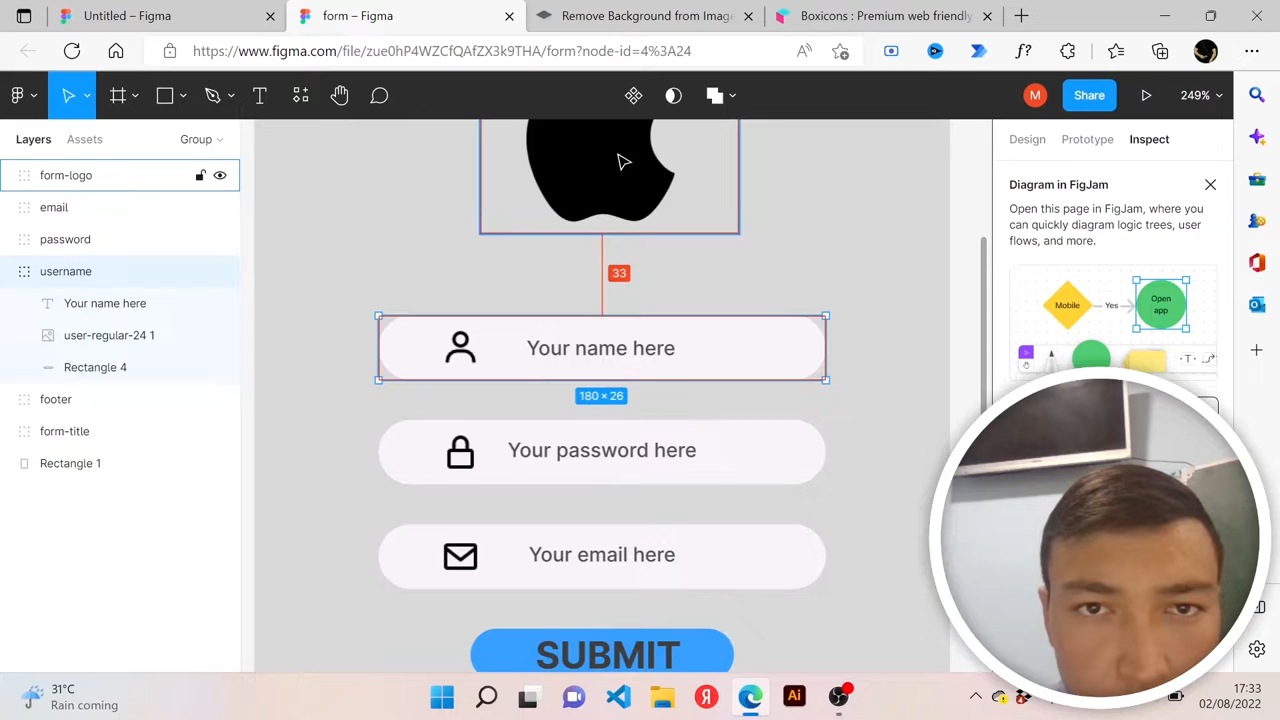 Untitled – Figma
form – Figma
Remove Background from Imag
Boxicons : Premium web friendly
https://www.figma.com/file/zue0hP4WZCfQAfZX3k9THA/form?node-id=4%3A24
M
Share
249%
Layers
Assets
Group
Design
Prototype
Inspect
form-logo
email
password
username
Your name here
user-regular-24 1
Rectangle 4
footer
form-title
Rectangle 1
33
Your name here
180 × 26
Your password here
Your email here
SUBMIT
Diagram in FigJam
Open this page in FigJam, where you
can quickly diagram logic trees, user
flows, and more.
Mobile
Yes
Open
app
T
31°C
Rain coming
Я
Ai
17:33
02/08/2022